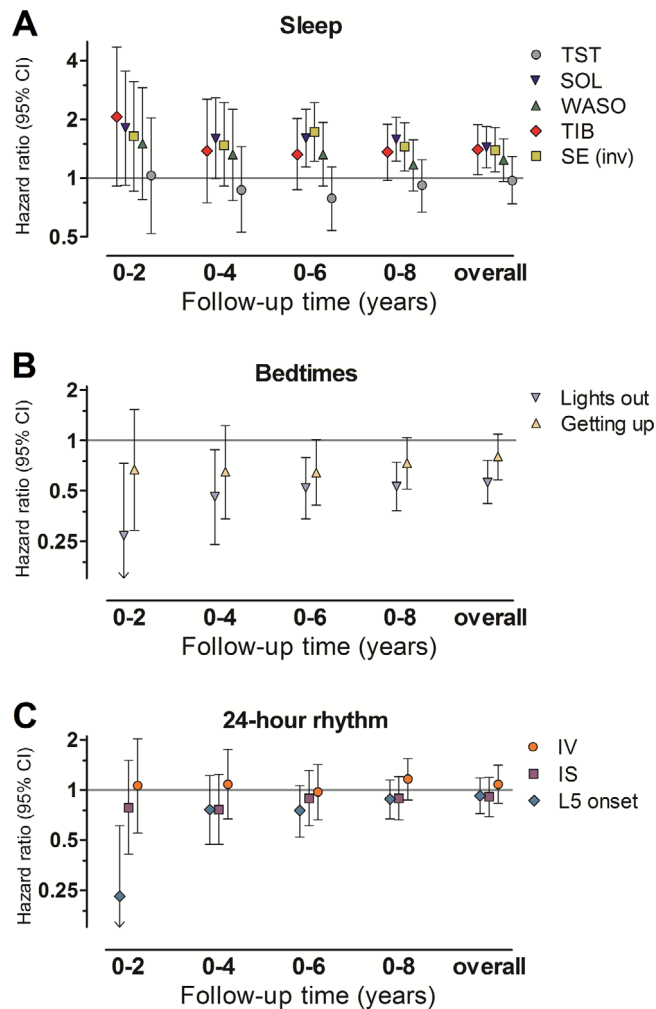 A
Sleep
Hazard ratio (95% CI)
4
2
1
0.5
TST
SOL
WASO
TIB
SE (inv)
0-2 0-4 0-6 0-8 overall
Follow-up time (years)
B
Bedtimes
Hazard ratio (95% CI)
2
1
0.5
0.25
Lights out
Getting up
0-2 0-4 0-6 0-8 overall
Follow-up time (years)
C
24-hour rhythm
Hazard ratio (95% CI)
2
1
0.5
0.25
IV
IS
L5 onset
0-2 0-4 0-6 0-8 overall
Follow-up time (years)